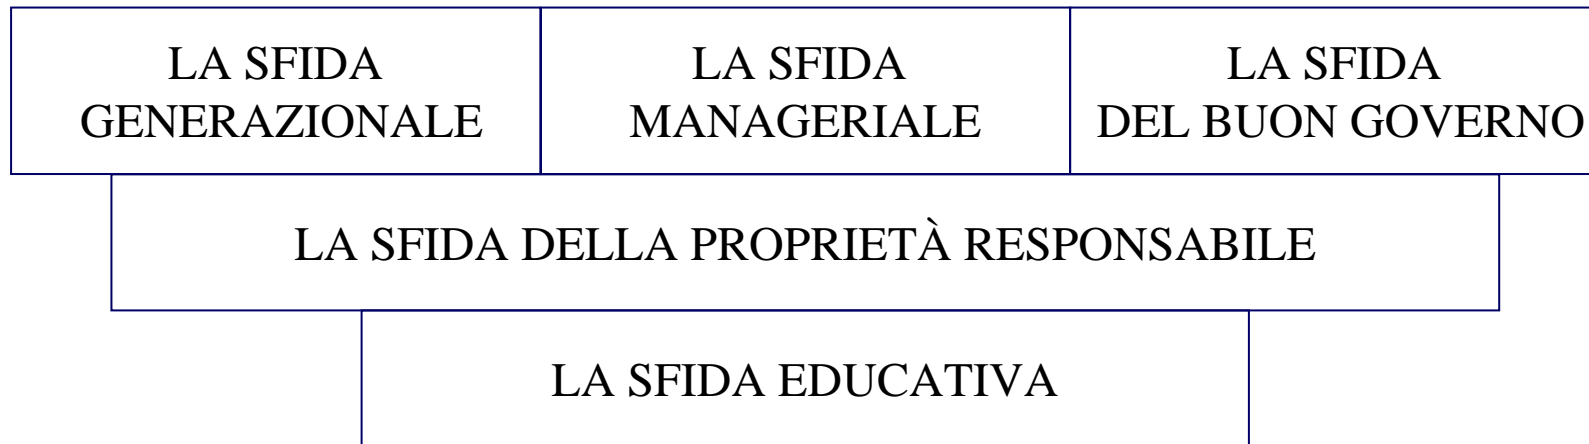 LA SFIDA
GENERAZIONALE
LA SFIDA
MANAGERIALE
LA SFIDA
DEL BUON GOVERNO
LA SFIDA DELLA PROPRIETÀ RESPONSABILE
LA SFIDA EDUCATIVA